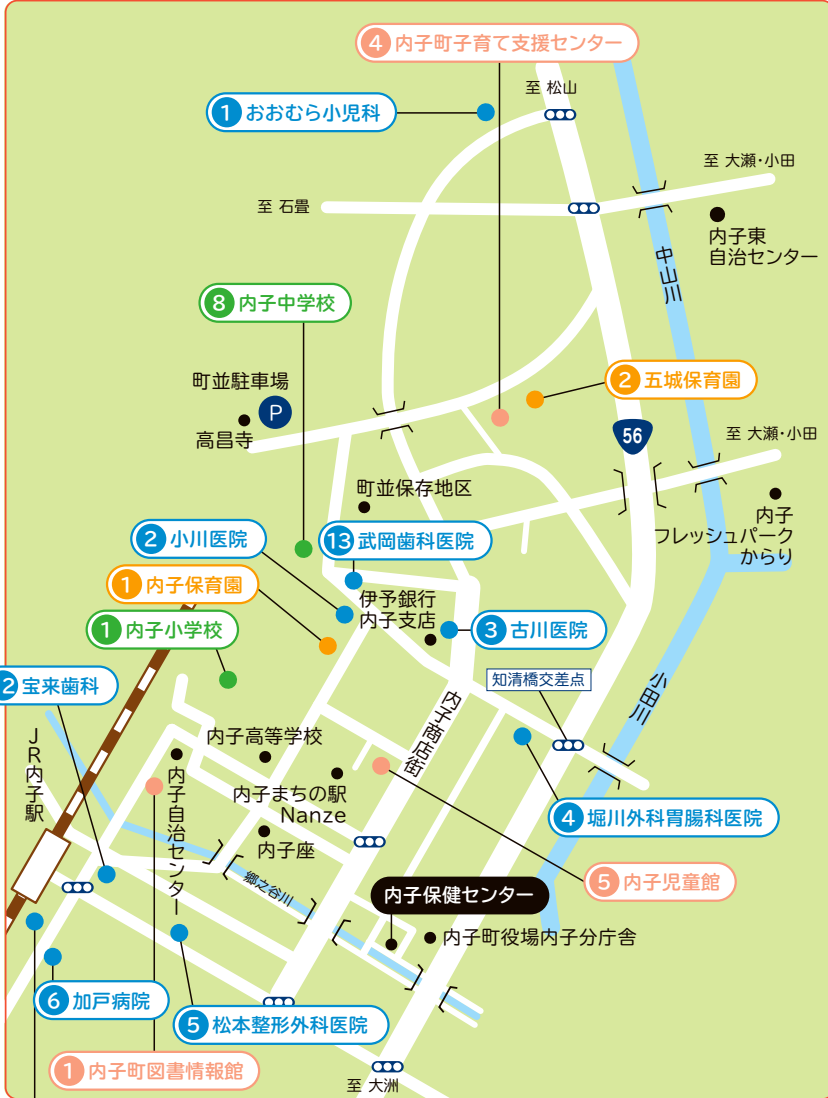 4 内子町子育て支援センター
至 松山
1 おおむら小児科
至 大瀬・小田
至 石畳
内子東
自治センター
中山川
8 内子中学校
町並駐車場
P
高昌寺
2 五城保育園
56
至 大瀬・小田
町並保存地区
内子
フレッシュパーク
からり
2 小川医院
13 武岡歯科医院
1 内子保育園
伊予銀行
内子支店
1 内子小学校
3 古川医院
2 宝来歯科
知清橋交差点
小田川
内子商店街
JR内子駅
内子高等学校
内子自治センター
内子まちの駅
Nanze
4 堀川外科胃腸科医院
内子座
郷之谷川
内子保健センター
5 内子児童館
内子町役場内子分庁舎
6 加戸病院
5 松本整形外科医院
1 内子町図書情報館
至 大洲